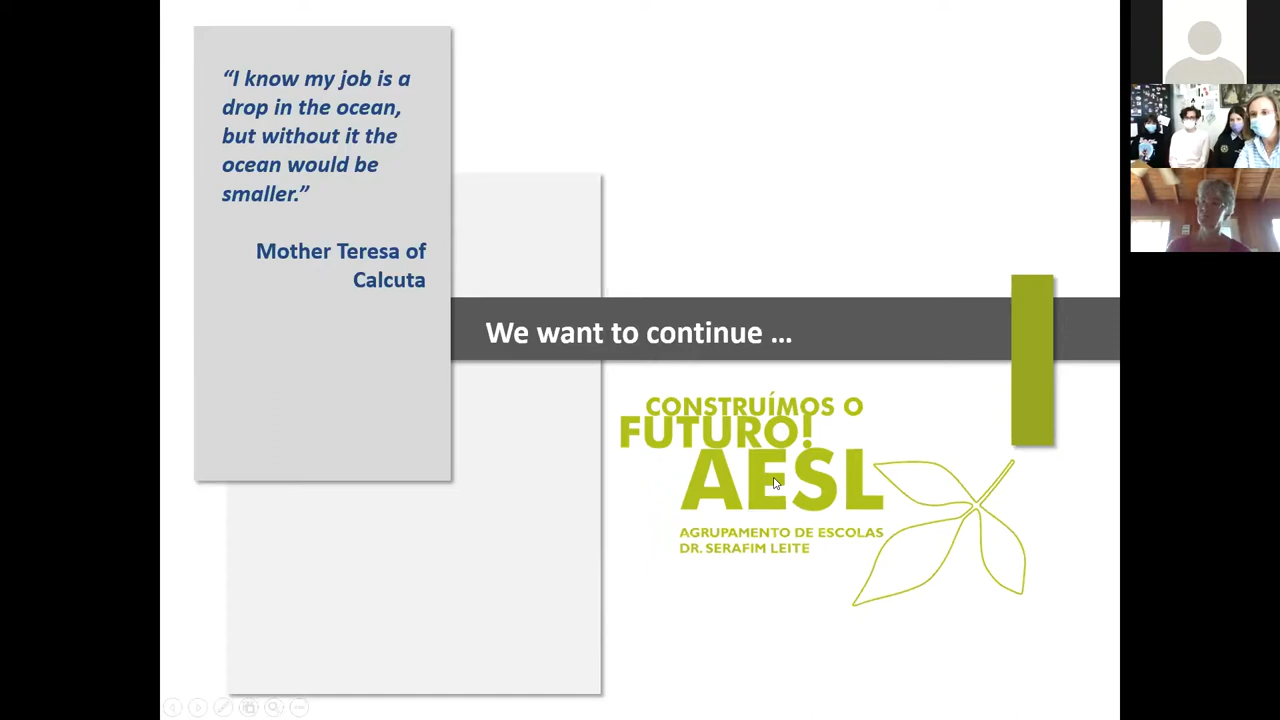 “I know my job is a
drop in the ocean,
but without it the
ocean would be
smaller.”
Mother Teresa of
Calcuta
We want to continue ...
CONSTRUÍMOS O
FUTURO!
AESL
AGRUPAMENTO DE ESCOLAS
DR. SERAFIM LEITE